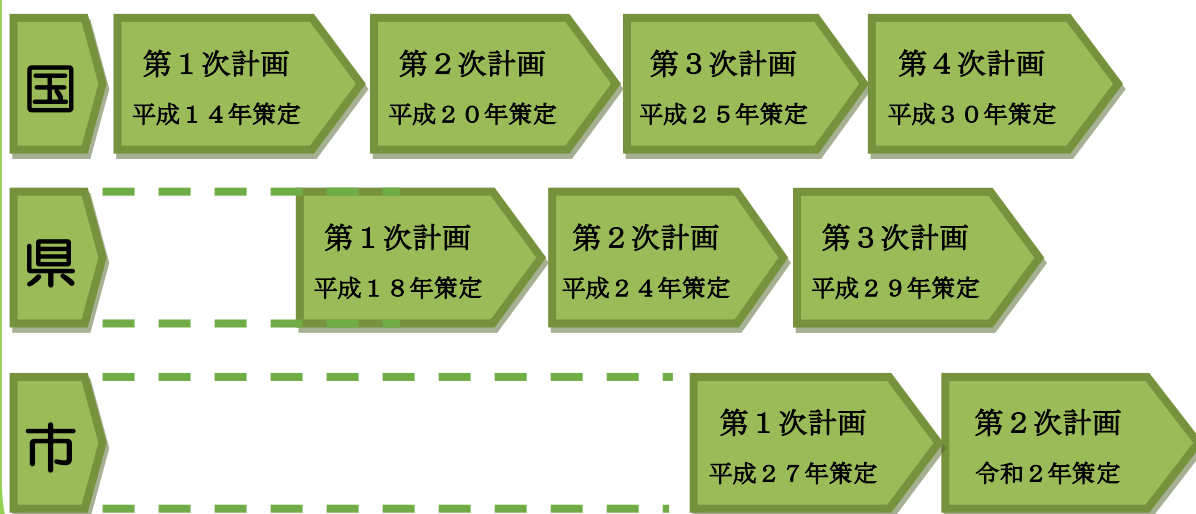 国
第１次計画
平成１４年策定
第２次計画
平成２０年策定
第３次計画
平成２５年策定
第４次計画
平成３０年策定
県
第１次計画
平成１８年策定
第２次計画
平成２４年策定
第３次計画
平成２９年策定
市
第１次計画
平成２７年策定
第２次計画
令和２年策定